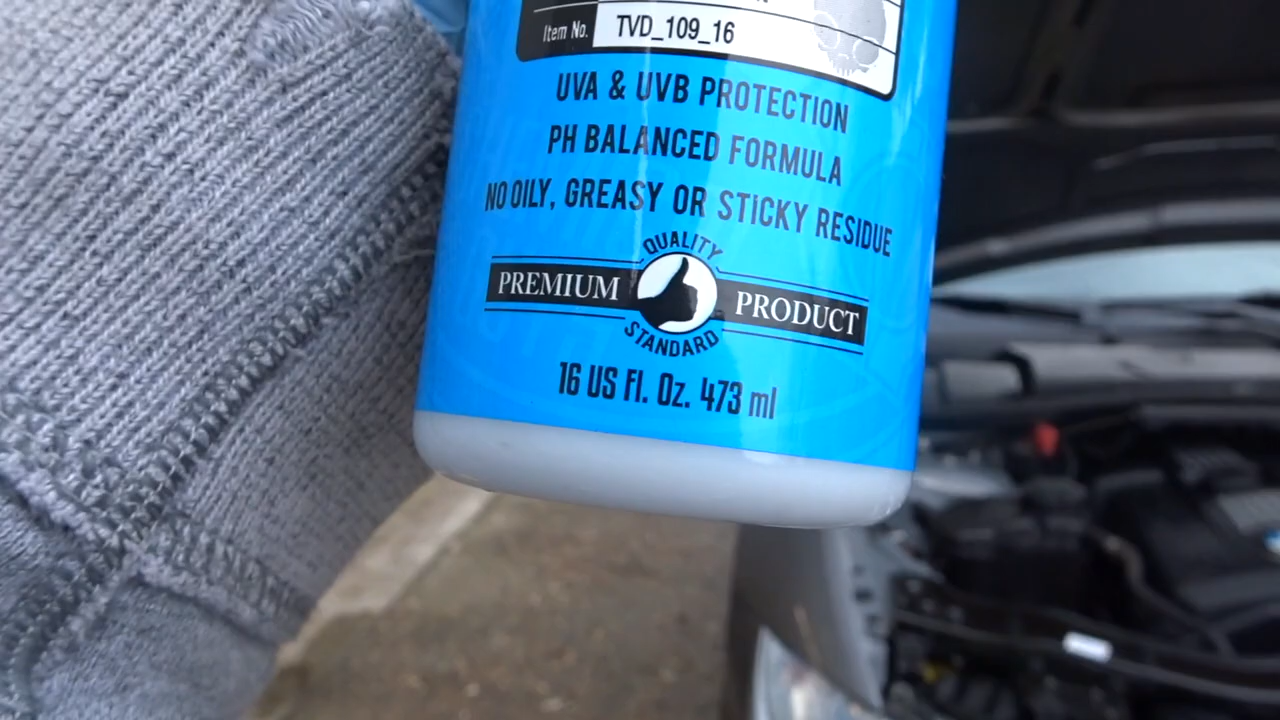 Item No. TVD_109_16
UVA & UVB PROTECTION
PH BALANCED FORMULA
NO OILY, GREASY OR STiCKY RESIDUE
QUALITY
PREMIUM PRODUCT
STANDARD
16 US Fl. Oz. 473 ml